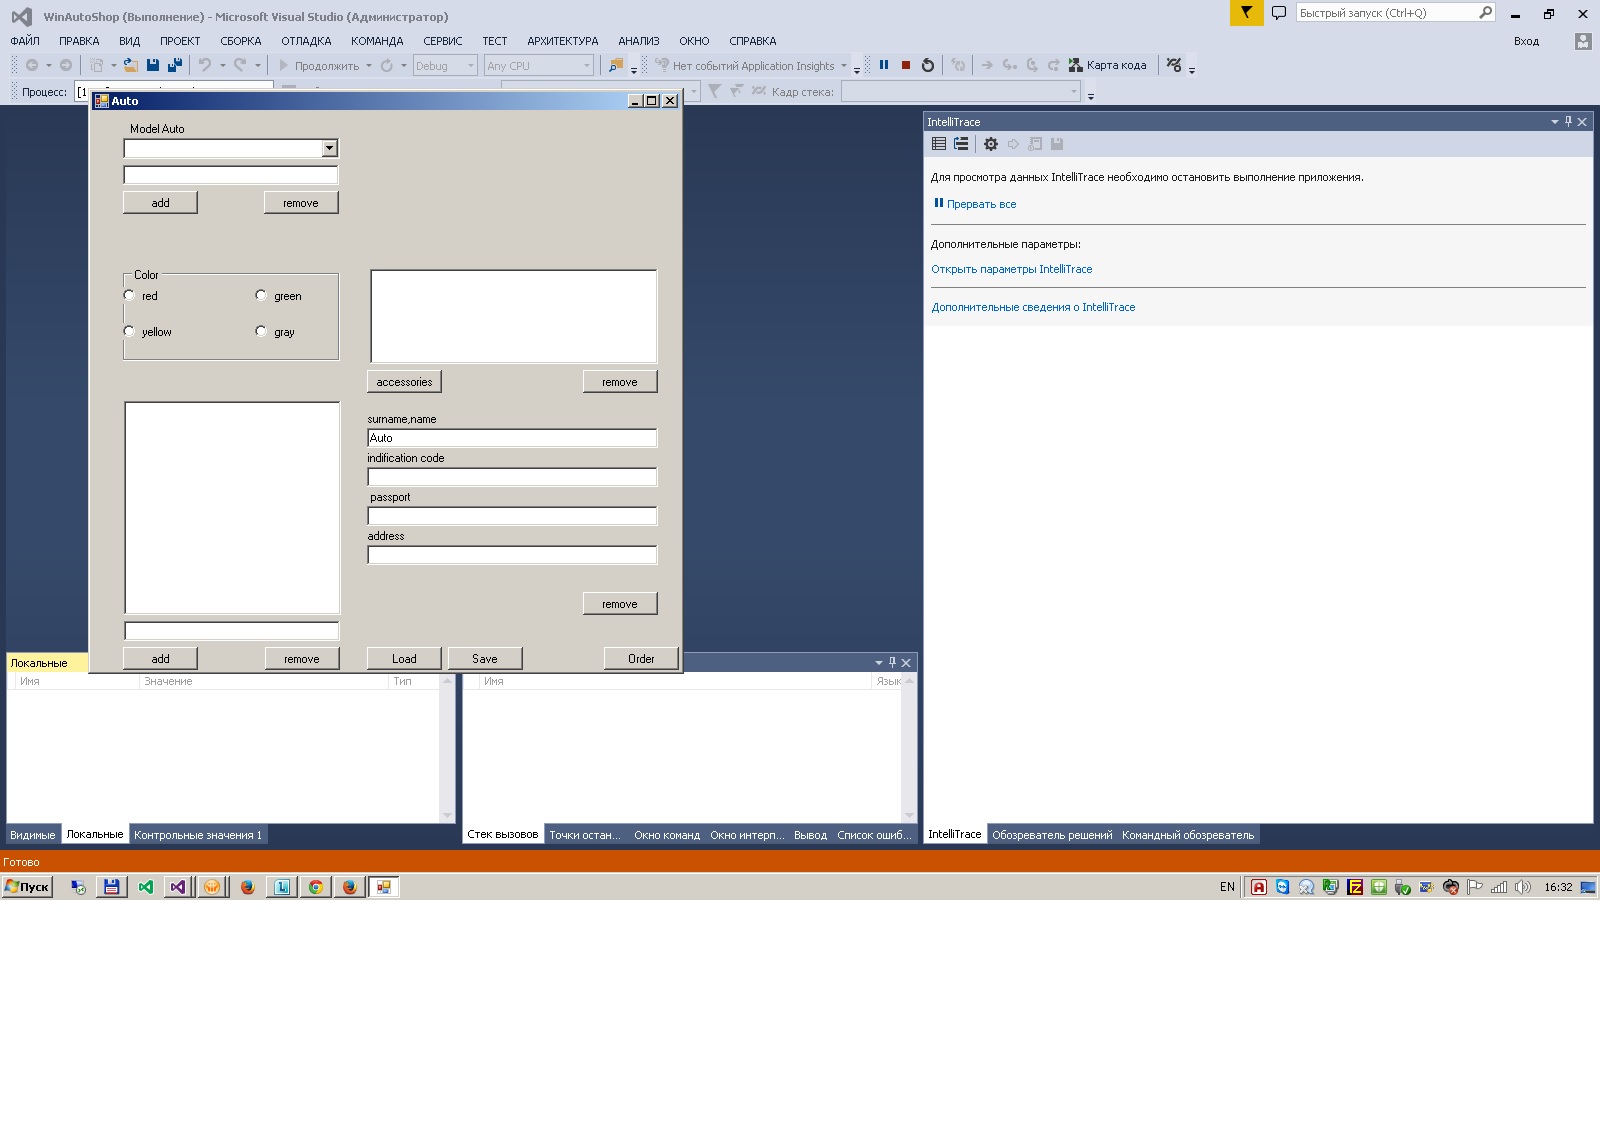 WinAutoShop (Выполнение) - Microsoft Visual Studio (Администратор)
Быстрый запуск (Ctrl+Q)
ФАЙЛ ПРАВКА ВИД ПРОЕКТ СБОРКА ОТЛАДКА КОМАНДА СЕРВИС ТЕСТ АРХИТЕКТУРА АНАЛИЗ ОКНО СПРАВКА
Вход
Продолжить Debug Any CPU Нет событий Application Insights Карта кода
Процесс: [1
Кадр стека:
Auto
Model Auto
add remove
Color
red green
yellow gray
accessories remove
surname,name
Auto
indification code
passport
address
remove
add remove Load Save Order
IntelliTrace
Для просмотра данных IntelliTrace необходимо остановить выполнение приложения.
Прервать все
Дополнительные параметры:
Открыть параметры IntelliTrace
Дополнительные сведения о IntelliTrace
Локальные
Имя Значение Тип
Имя Язык
Видимые Локальные Контрольные значения 1
Стек вызовов Точки остан... Окно команд Окно интерп... Вывод Список ошиб...
IntelliTrace Обозреватель решений Командный обозреватель
Готово
Пуск
EN
16:32